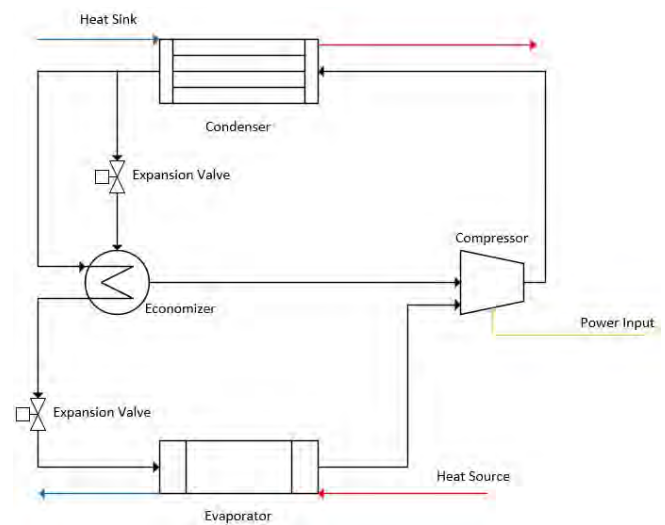 Heat Sink
Condenser
Expansion Valve
Compressor
Economizer
Power Input
Expansion Valve
Heat Source
Evaporator